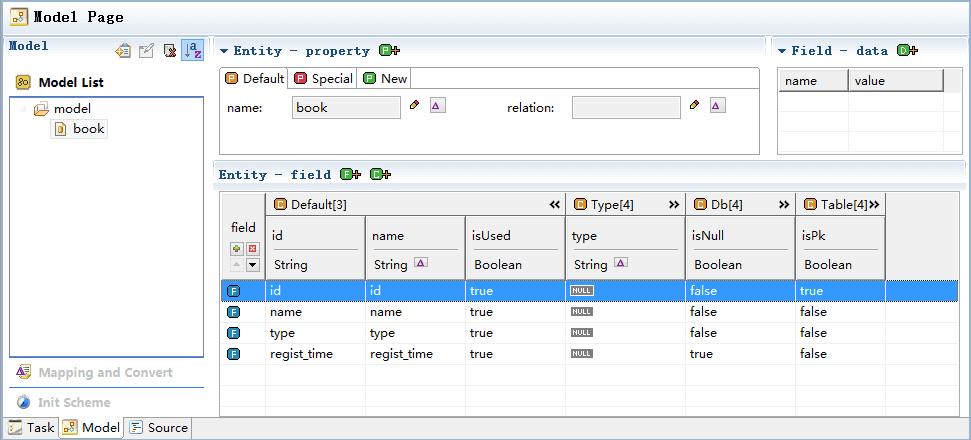 Model Page
Model
Model List
model
book
Mapping and Convert
Init Scheme
Entity - property
Default Special New
name: book relation:
Field - data
name value
Entity - field
field Default[3] Type[4] Db[4] Table[4]
id name isUsed type isNull isPk
String String Boolean String Boolean Boolean
id id true NULL false true
name name true NULL false false
type type true NULL false false
regist_time regist_time true NULL true false
Task Model Source